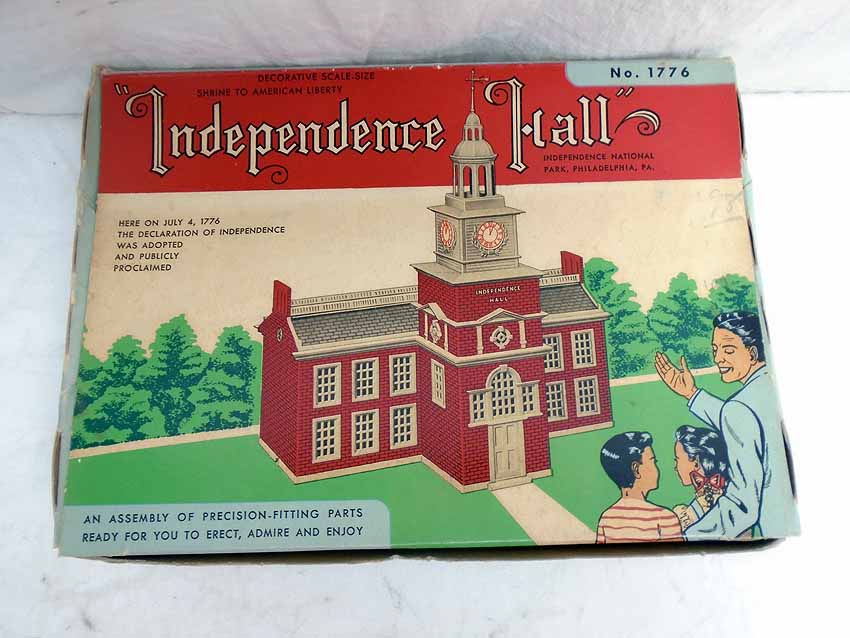 DECORATIVE SCALE-SIZE
SHRINE TO AMERICAN LIBERTY
No. 1776
"Independence Hall"
INDEPENDENCE NATIONAL
PARK, PHILADELPHIA, PA.
HERE ON JULY 4, 1776
THE DECLARATION OF INDEPENDENCE
WAS ADOPTED
AND PUBLICLY
PROCLAIMED
INDEPENDENCE
HALL
AN ASSEMBLY OF PRECISION-FITTING PARTS
READY FOR YOU TO ERECT, ADMIRE AND ENJOY